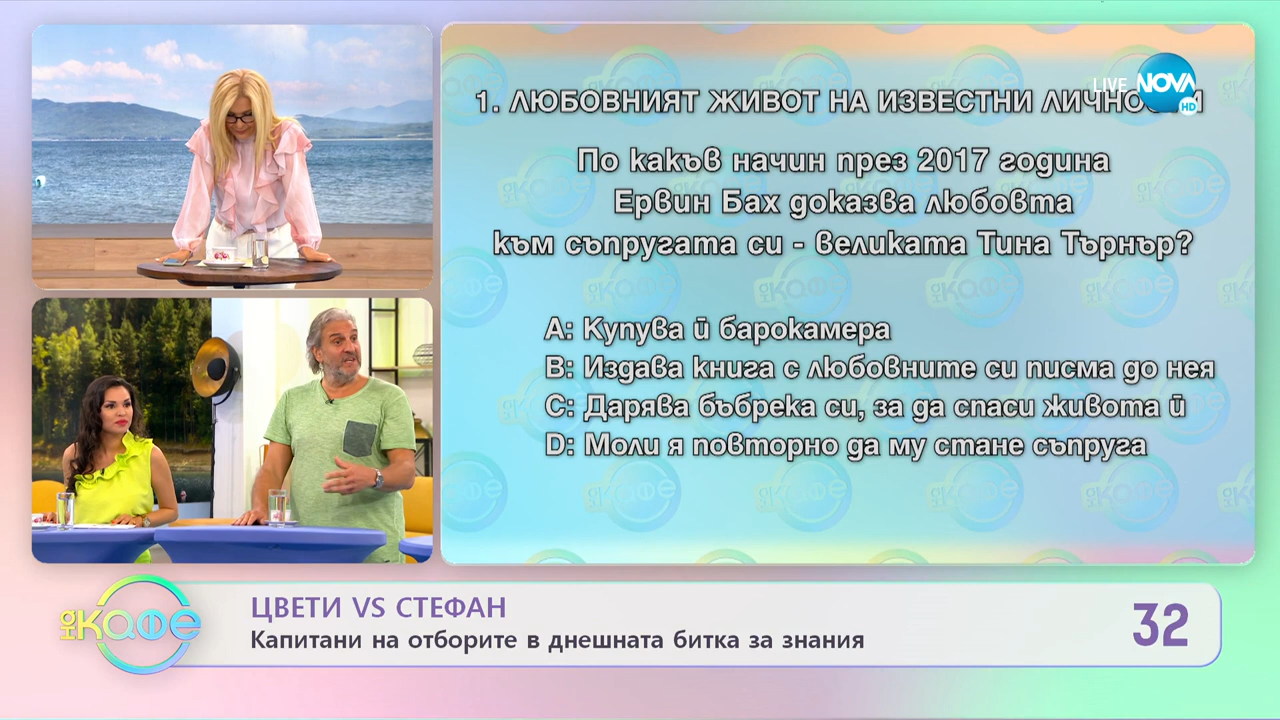 LIVE NOVA HD
1. ЛЮБОВНИЯТ ЖИВОТ НА ИЗВЕСТНИ
По какъв начин през 2017 година
Ервин Бах доказва любовта
към съпругата си - великата Тина Търнър?
A: Купува ѝ барокамера
B: Издава книга с любовните си писма до нея
C: Дарява бъбрека си, за да спаси живота ѝ
D: Моли я повторно да му стане съпруга
НА КАФЕ
ЦВЕТИ VS СТЕФАН
Капитани на отборите в днешната битка за знания
32